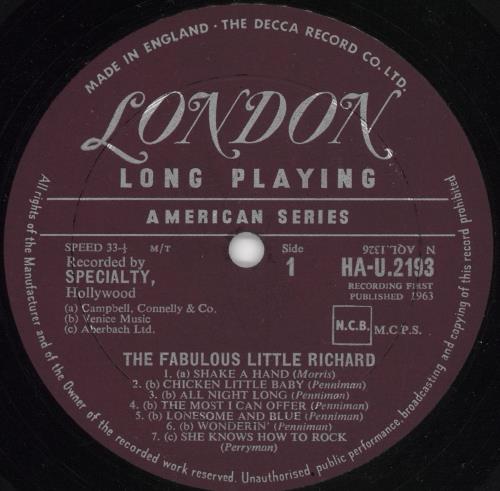 MADE IN ENGLAND · THE DECCA RECORD CO. LTD.
LONDON
LONG PLAYING
AMERICAN SERIES
SPEED 33⅓ M/T
Recorded by
SPECIALTY,
Hollywood
(a) Campbell, Connelly & Co.
(b) Venice Music
(c) Aberbach Ltd.
Side
1
N AQL.1326
HA-U.2193
RECORDING FIRST
PUBLISHED 1963
N.C.B. M.C.P.S.
THE FABULOUS LITTLE RICHARD
1. (a) SHAKE A HAND (Morris)
2. (b) CHICKEN LITTLE BABY (Penniman)
3. (b) ALL NIGHT LONG (Penniman)
4. (b) THE MOST I CAN OFFER (Penniman)
5. (b) LONESOME AND BLUE (Penniman)
6. (b) WONDERIN' (Penniman)
7. (c) SHE KNOWS HOW TO ROCK
(Perryman)
All rights of the Manufacturer and of the Owner of the recorded work reserved. Unauthorised public performance, broadcasting and copying of this record prohibited